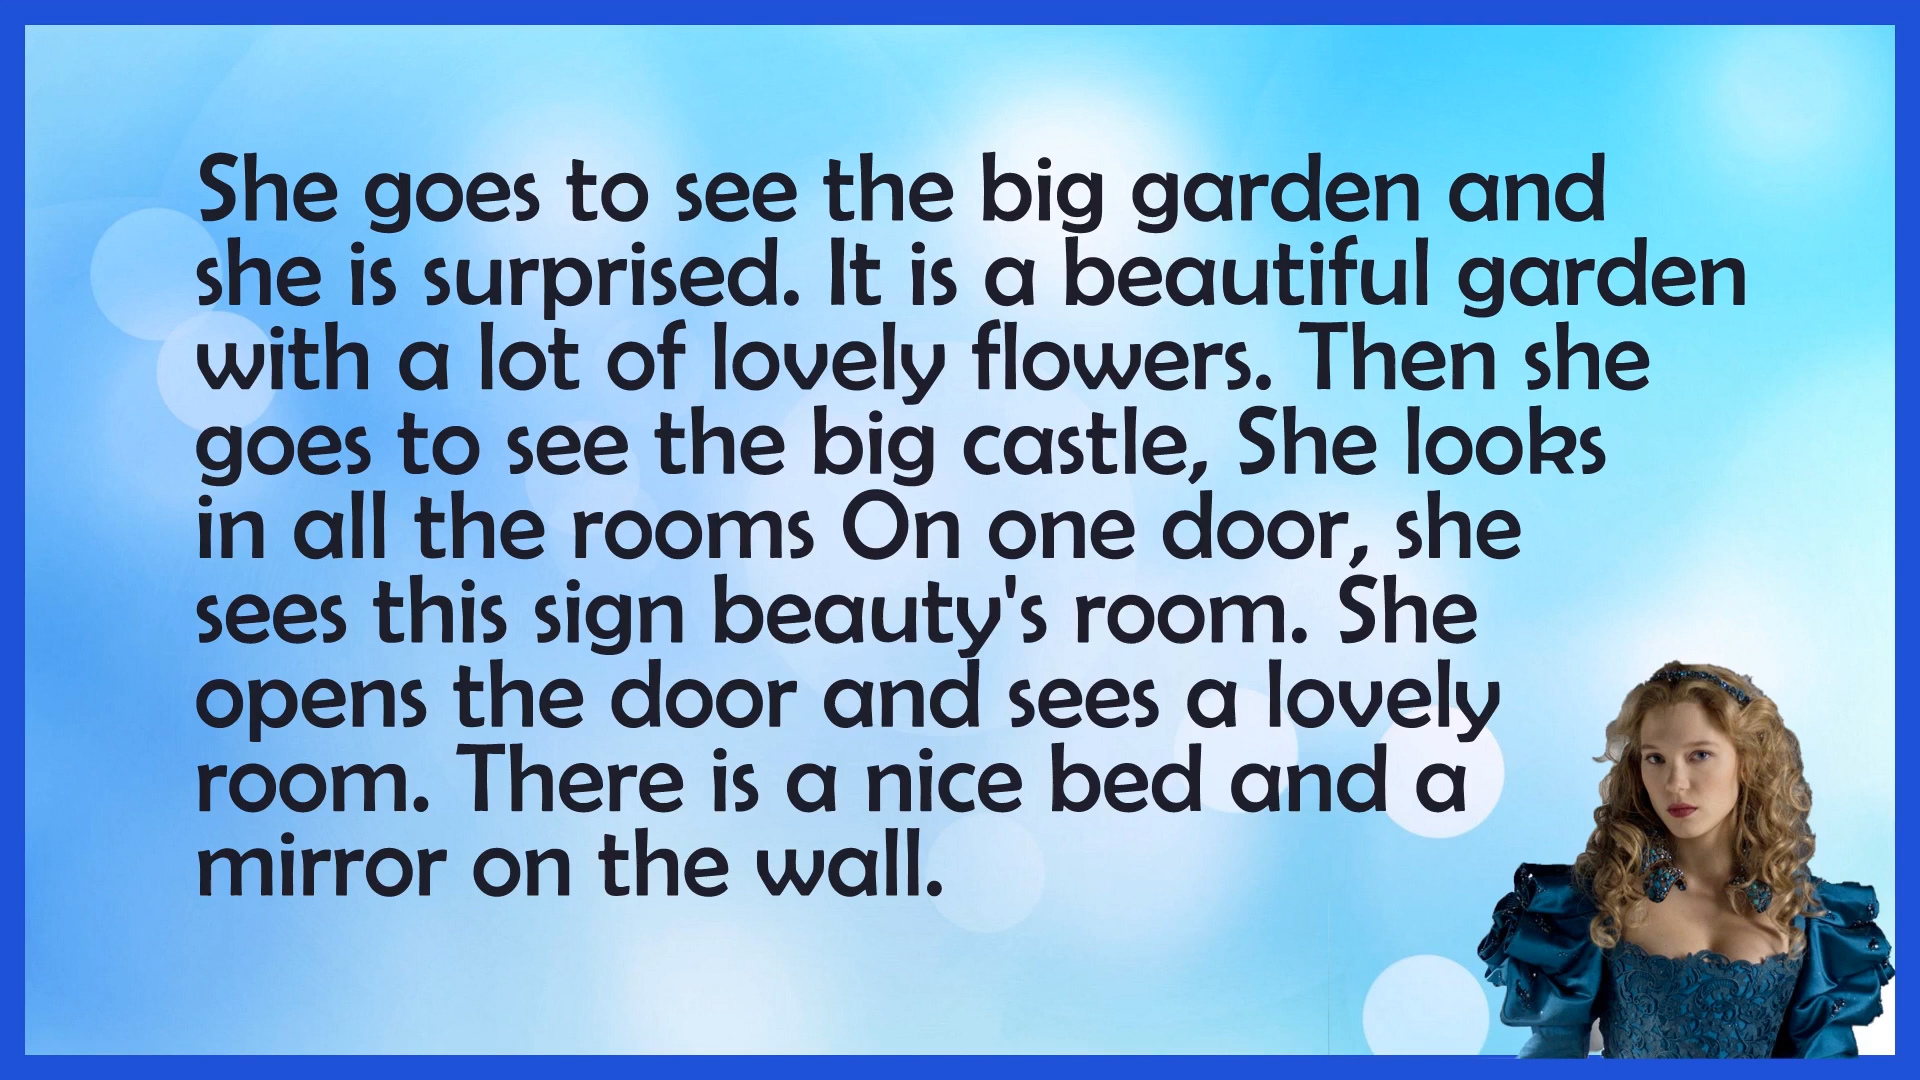 She goes to see the big garden and
she is surprised. It is a beautiful garden
with a lot of lovely flowers. Then she
goes to see the big castle, She looks
in all the rooms On one door, she
sees this sign beauty's room. She
opens the door and sees a lovely
room. There is a nice bed and a
mirror on the wall.